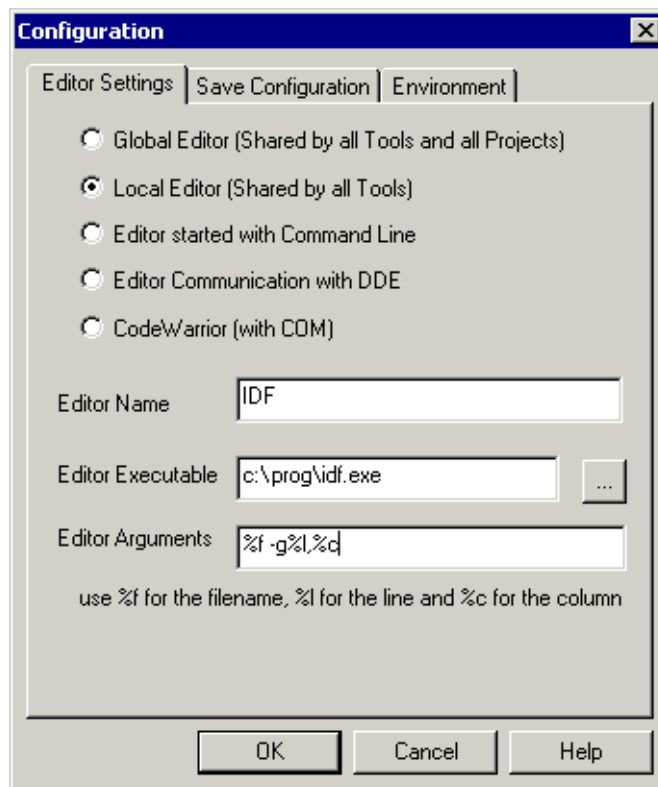 Configuration
Editor Settings Save Configuration Environment
Global Editor (Shared by all Tools and all Projects)
Local Editor (Shared by all Tools)
Editor started with Command Line
Editor Communication with DDE
CodeWarrior (with COM)
Editor Name IDF
Editor Executable c:\prog\idf.exe ...
Editor Arguments %f -g%l,%c
use %f for the filename, %l for the line and %c for the column
OK Cancel Help